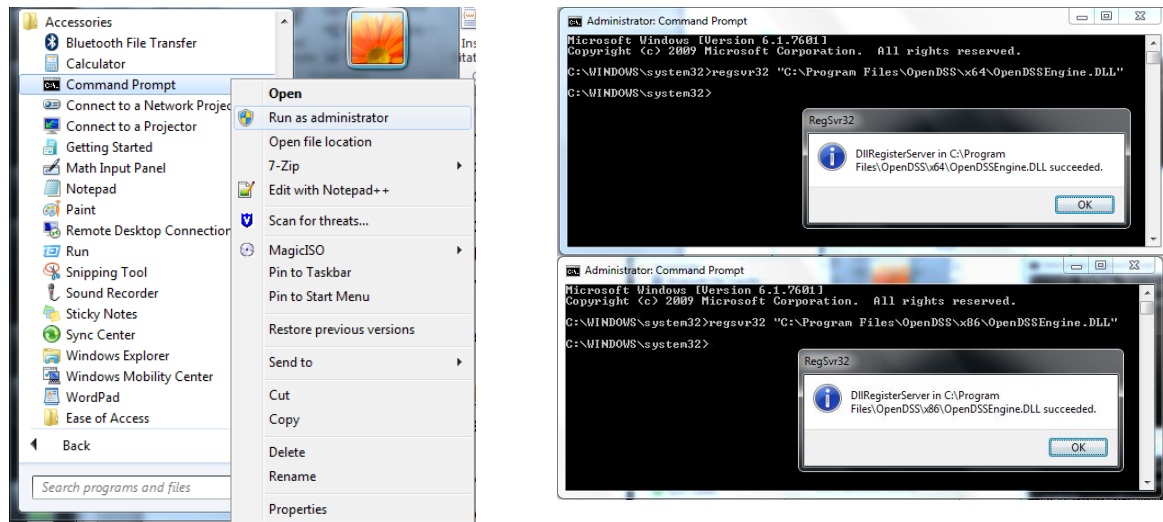 Accessories
Bluetooth File Transfer
Calculator
Command Prompt
Connect to a Network Projec
Connect to a Projector
Getting Started
Math Input Panel
Notepad
Paint
Remote Desktop Connection
Run
Snipping Tool
Sound Recorder
Sticky Notes
Sync Center
Windows Explorer
Windows Mobility Center
WordPad
Ease of Access
Back
Search programs and files
Open
Run as administrator
Open file location
7-Zip
Edit with Notepad++
Scan for threats...
MagicISO
Pin to Taskbar
Pin to Start Menu
Restore previous versions
Send to
Cut
Copy
Delete
Rename
Properties
Administrator: Command Prompt
Microsoft Windows [Version 6.1.7601]
Copyright (c) 2009 Microsoft Corporation.  All rights reserved.
C:\WINDOWS\system32>regsvr32 "C:\Program Files\OpenDSS\x64\OpenDSSEngine.DLL"
C:\WINDOWS\system32>
RegSvr32
DllRegisterServer in C:\Program
Files\OpenDSS\x64\OpenDSSEngine.DLL succeeded.
OK
Administrator: Command Prompt
Microsoft Windows [Version 6.1.7601]
Copyright (c) 2009 Microsoft Corporation.  All rights reserved.
C:\WINDOWS\system32>regsvr32 "C:\Program Files\OpenDSS\x86\OpenDSSEngine.DLL"
C:\WINDOWS\system32>
RegSvr32
DllRegisterServer in C:\Program
Files\OpenDSS\x86\OpenDSSEngine.DLL succeeded.
OK